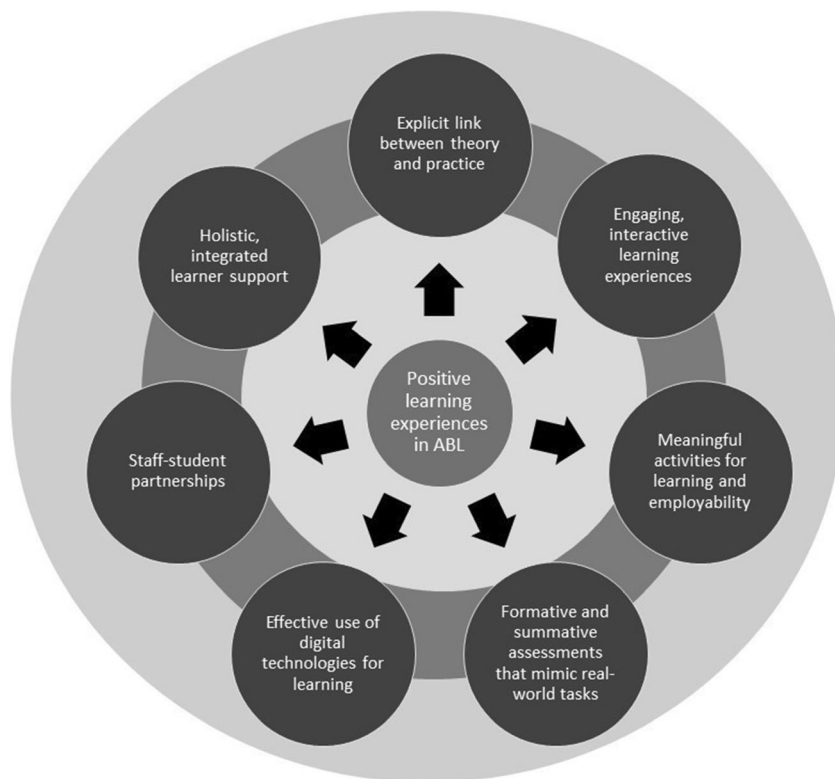 Explicit link
between theory
and practice
Engaging,
interactive
learning
experiences
Holistic,
integrated
learner support
Positive
learning
experiences
in ABL
Meaningful
activities for
learning and
employability
Staff-student
partnerships
Effective use of
digital
technologies for
learning
Formative and
summative
assessments
that mimic real-
world tasks